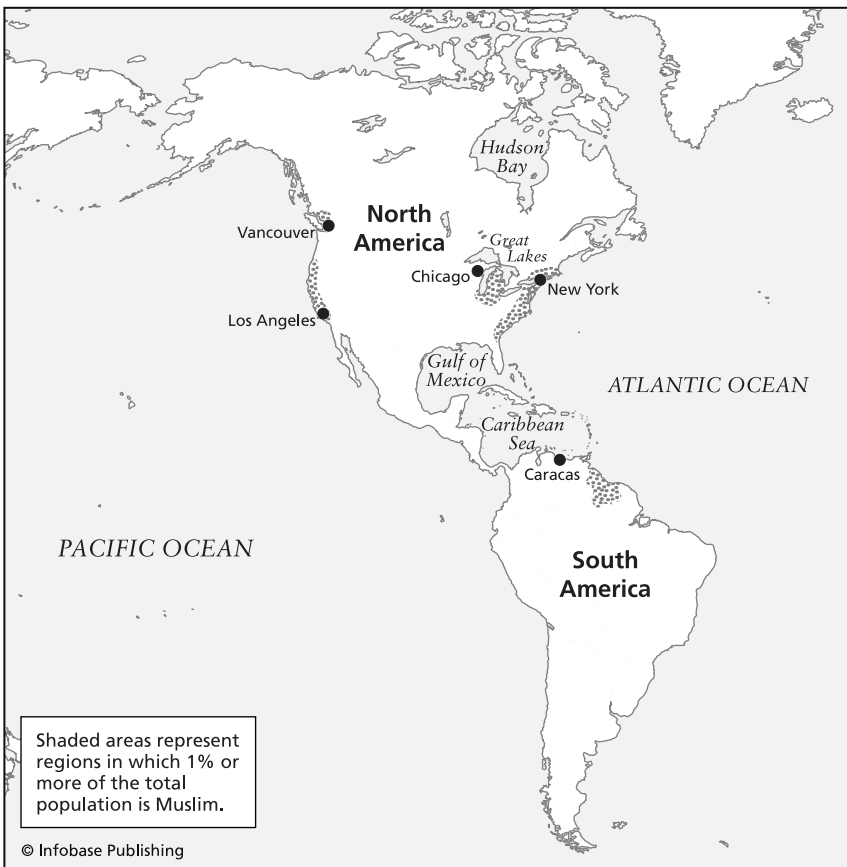 Hudson
Bay
North
America
Vancouver
Great
Lakes
Chicago
New York
Los Angeles
Gulf of
Mexico
ATLANTIC OCEAN
Caribbean
Sea
Caracas
PACIFIC OCEAN
South
America
Shaded areas represent
regions in which 1% or
more of the total
population is Muslim.
© Infobase Publishing